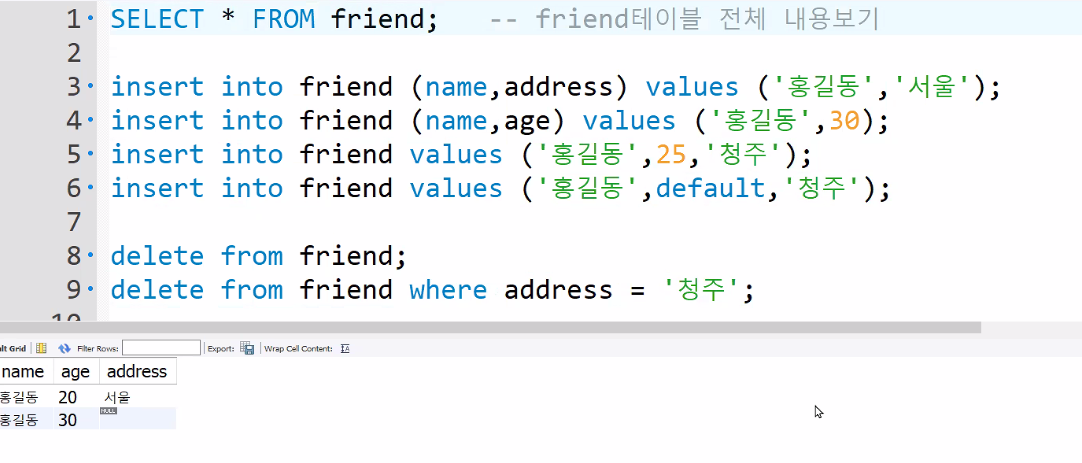 1 SELECT * FROM friend; -- friend테이블 전체 내용보기
2
3 insert into friend (name,address) values ('홍길동','서울');
4 insert into friend (name,age) values ('홍길동',30);
5 insert into friend values ('홍길동',25,'청주');
6 insert into friend values ('홍길동',default,'청주');
7
8 delete from friend;
9 delete from friend where address = '청주';
10
lt Grid Filter Rows: Export: Wrap Cell Content: IA
name age address
홍길동 20 서울
홍길동 30 NULL